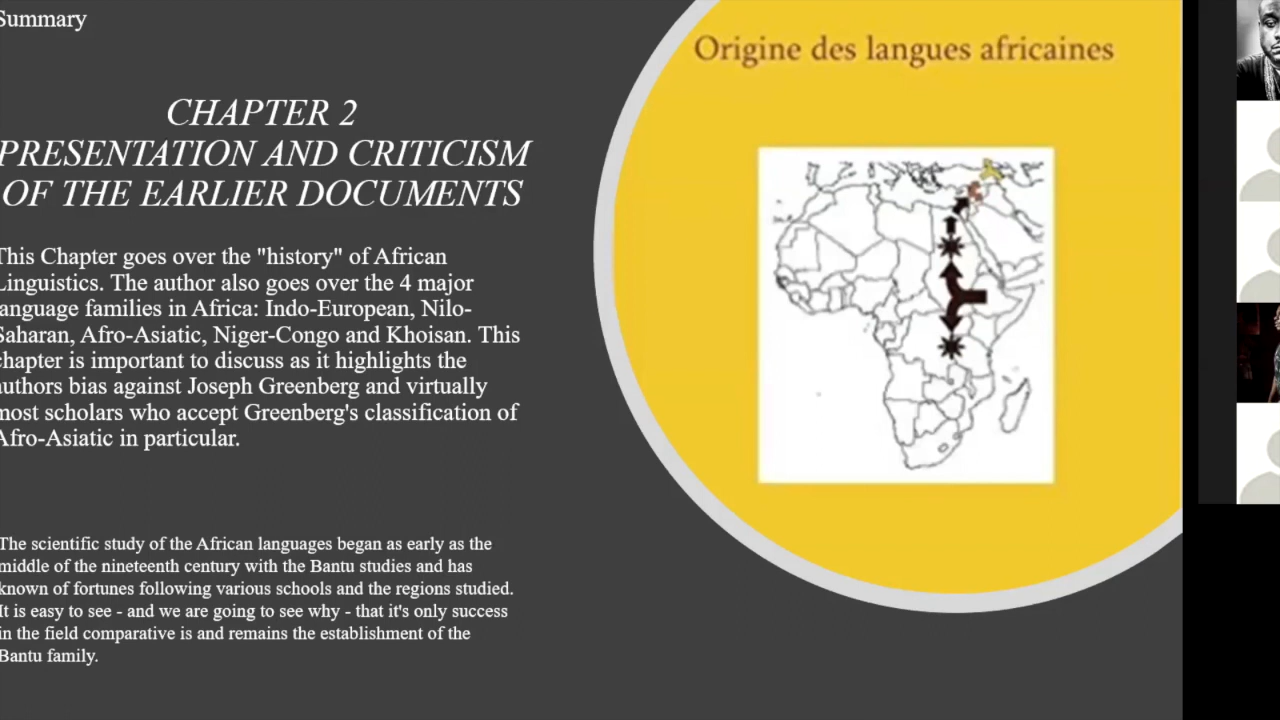 Summary
CHAPTER 2
PRESENTATION AND CRITICISM
OF THE EARLIER DOCUMENTS
This Chapter goes over the "history" of African
Linguistics. The author also goes over the 4 major
language families in Africa: Indo-European, Nilo-
Saharan, Afro-Asiatic, Niger-Congo and Khoisan. This
chapter is important to discuss as it highlights the
authors bias against Joseph Greenberg and virtually
most scholars who accept Greenberg's classification of
Afro-Asiatic in particular.
The scientific study of the African languages began as early as the
middle of the nineteenth century with the Bantu studies and has
known of fortunes following various schools and the regions studied.
It is easy to see - and we are going to see why - that it's only success
in the field comparative is and remains the establishment of the
Bantu family.
Origine des langues africaines